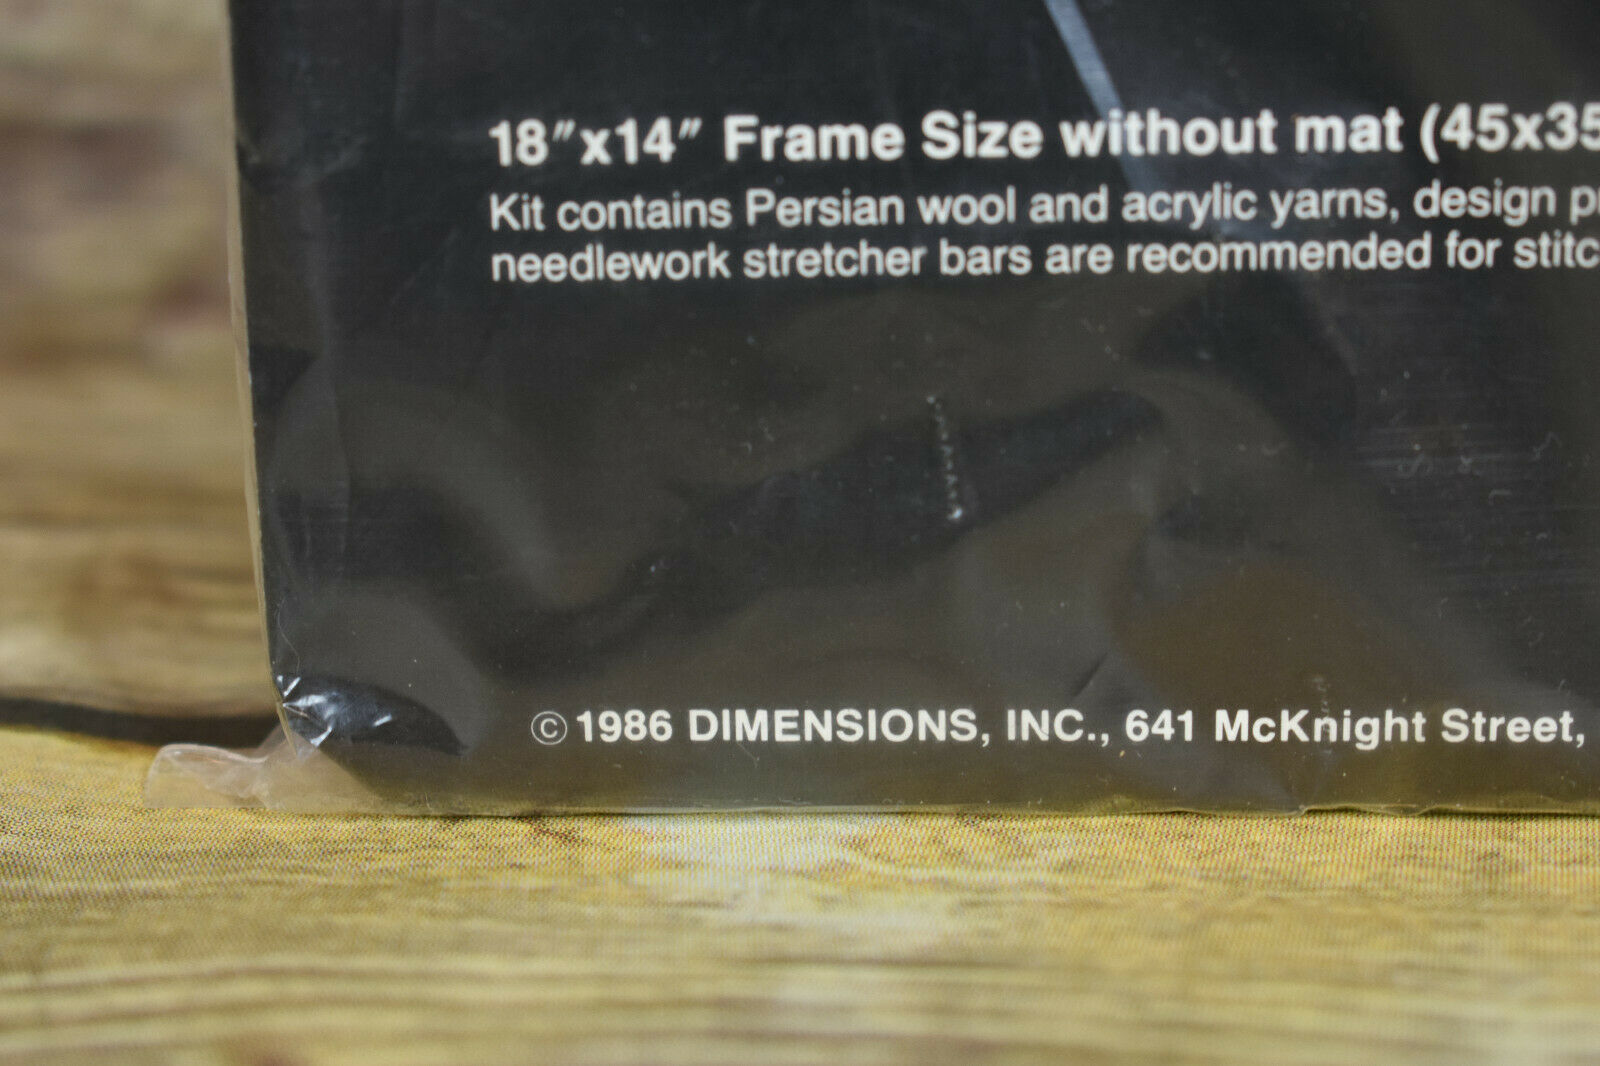 18"x14" Frame Size without mat (45x35
Kit contains Persian wool and acrylic yarns, design
needlework stretcher bars are recommended for
© 1986 DIMENSIONS, INC., 641 McKnight Street,